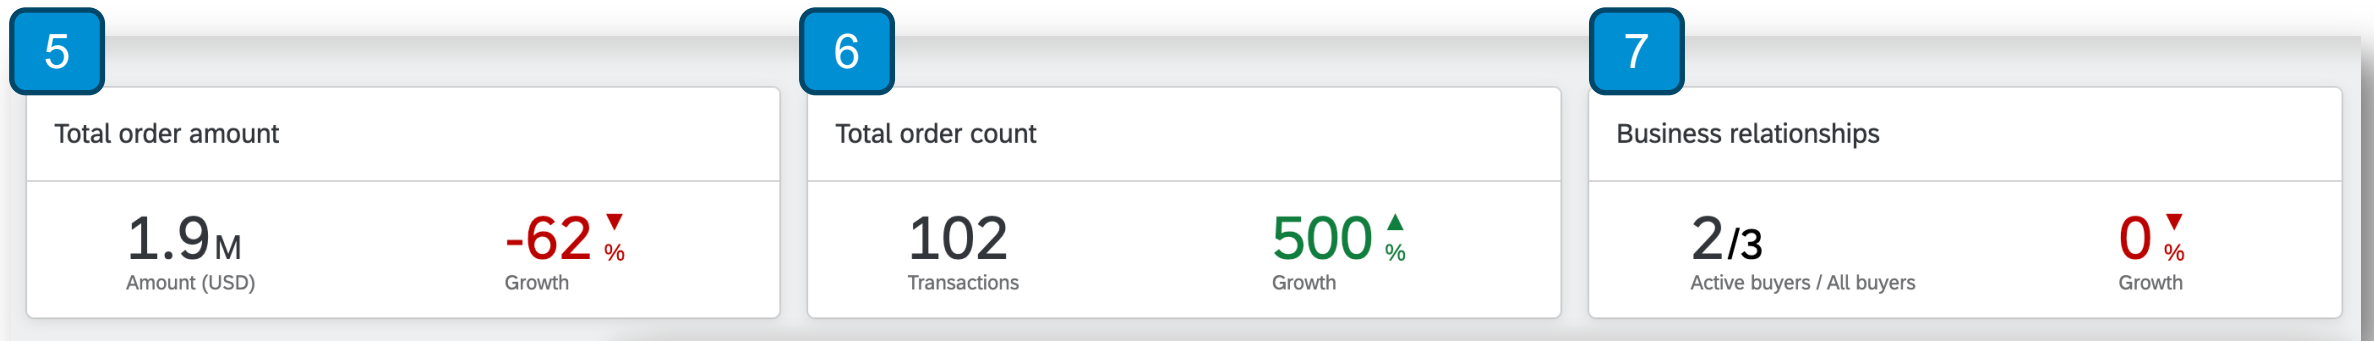 5
6
7
Total order amount
Total order count
Business relationships
1.9M
-62 ▼ %
102
500 ▲ %
2/3
0 ▼ %
Amount (USD)
Growth
Transactions
Growth
Active buyers / All buyers
Growth